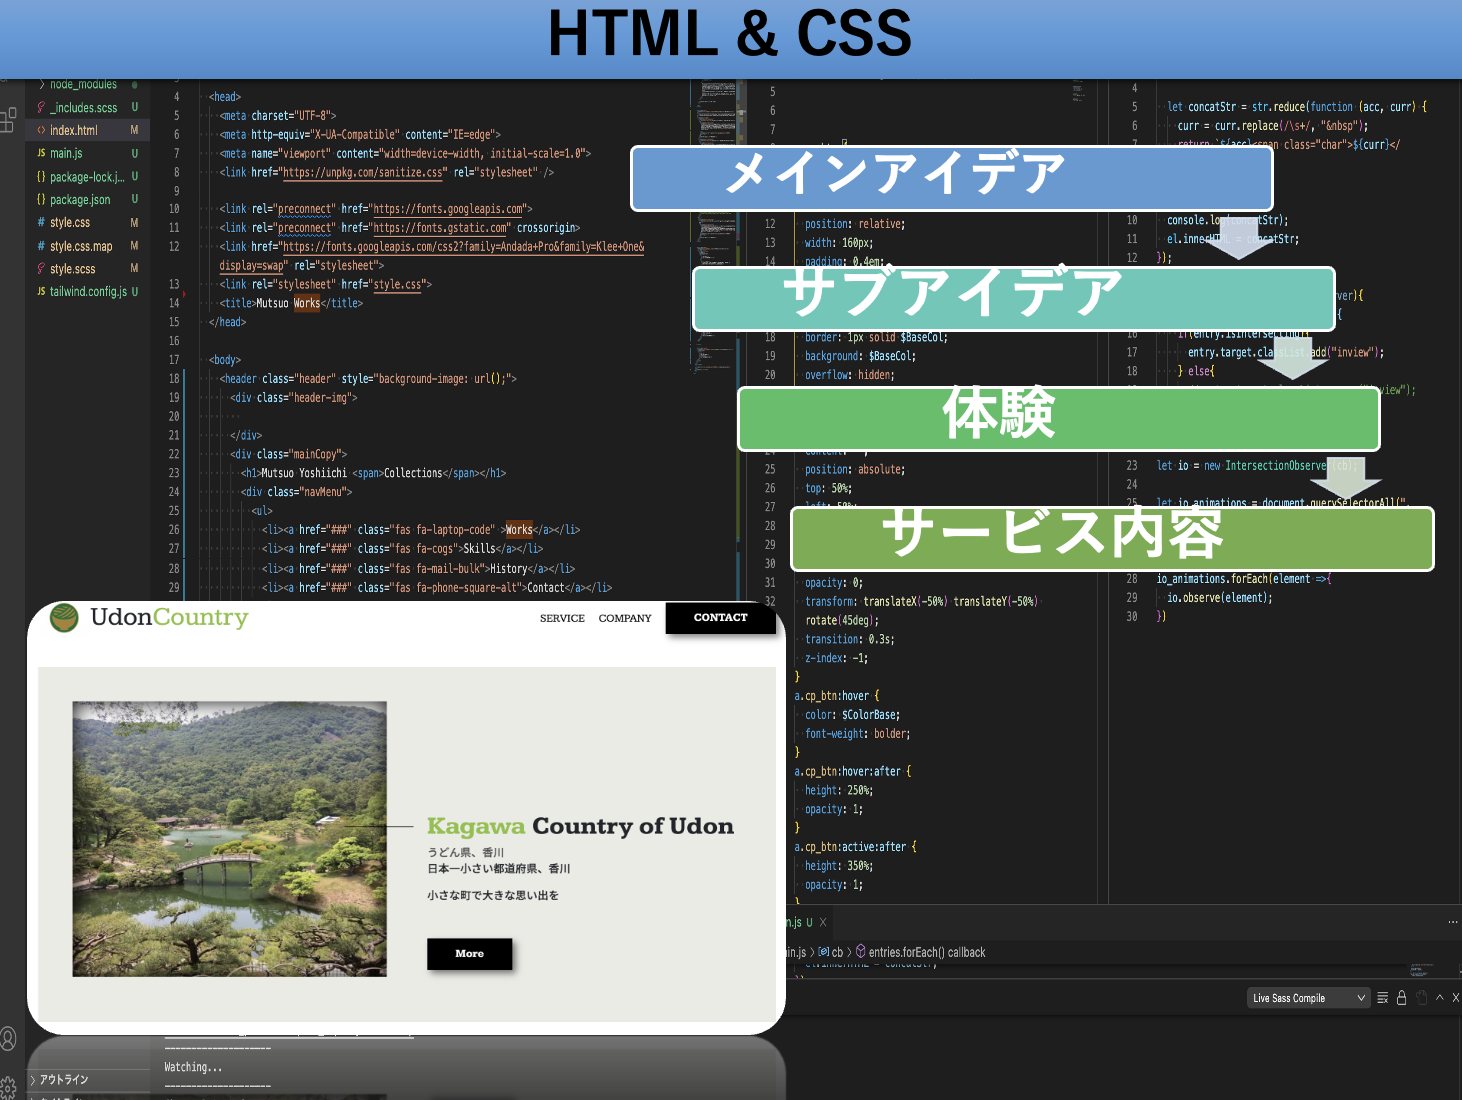 HTML & CSS
node_modules
_includes.scss U
index.html M
main.js U
package-lock.j... U
package.json U
style.css M
style.css.map M
style.scss M
tailwind.config.js U
4 <head>
5 <meta charset="UTF-8">
6 <meta http-equiv="X-UA-Compatible" content="IE=edge">
7 <meta name="viewport" content="width=device-width, initial-scale=1.0">
8 <link href="https://unpkg.com/sanitize.css" rel="stylesheet" />
9
10 <link rel="preconnect" href="https://fonts.googleapis.com">
11 <link rel="preconnect" href="https://fonts.gstatic.com" crossorigin>
12 <link href="https://fonts.googleapis.com/css2?family=Andada+Pro&family=Klee+One&
display=swap" rel="stylesheet">
13 <link rel="stylesheet" href="style.css">
14 <title>Mutsuo Works</title>
15 </head>
16
17 <body>
18 <header class="header" style="background-image: url();">
19 <div class="header-img">
20
21 </div>
22 <div class="mainCopy">
23 <h1>Mutsuo Yoshiichi <span>Collections</span></h1>
24 <div class="navMenu">
25 <ul>
26 <li><a href="###" class="fas fa-laptop-code" >Works</a></li>
27 <li><a href="###" class="fas fa-cogs">Skills</a></li>
28 <li><a href="###" class="fas fa-mail-bulk">History</a></li>
29 <li><a href="###" class="fas fa-phone-square-alt">Contact</a></li>
5
6
7
12 position: relative;
13 width: 160px;
14 padding: 0.4em;
18 border: 1px solid $BaseCol;
19 background: $BaseCol;
20 overflow: hidden;
25 position: absolute;
26 top: 50%;
27 left: 50%;
28
29
30
31 opacity: 0;
32 transform: translateX(-50%) translateY(-50%)
rotate(45deg);
transition: 0.3s;
z-index: -1;
}
a.cp_btn:hover {
color: $ColorBase;
font-weight: bolder;
}
a.cp_btn:hover:after {
height: 250%;
opacity: 1;
}
a.cp_btn:active:after {
height: 350%;
opacity: 1;
}
4
5 let concatStr = str.reduce(function (acc, curr) {
6 curr = curr.replace(/\s+/, "&nbsp");
7 return `${acc}<span class="char">${curr}</
10 console.log(concatStr);
11 el.innerHTML = concatStr;
12 });
16 if(entry.isIntersecting){
17 entry.target.classList.add("inview");
18 } else{
23 let io = new IntersectionObserver(cb);
24
25 let io_animations = document.querySelectorAll(".
28 io_animations.forEach(element =>{
29 io.observe(element);
30 })
メインアイデア
サブアイデア
体験
サービス内容
UdonCountry
SERVICE COMPANY CONTACT
Kagawa Country of Udon
うどん県、香川
日本一小さい都道府県、香川
小さな町で大きな思い出を
More
n.js U X
ain.js > cb > entries.forEach() callback
Live Sass Compile
--------------------
Watching...
--------------------
アウトライン